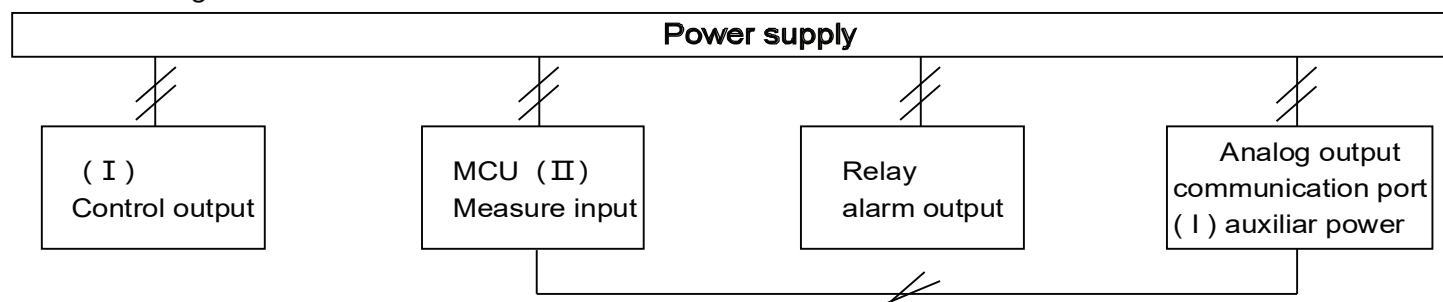 Power supply
( Ⅰ )
Control output
MCU (Ⅱ)
Measure input
Relay
alarm output
Analog output
communication port
( Ⅰ ) auxiliar power